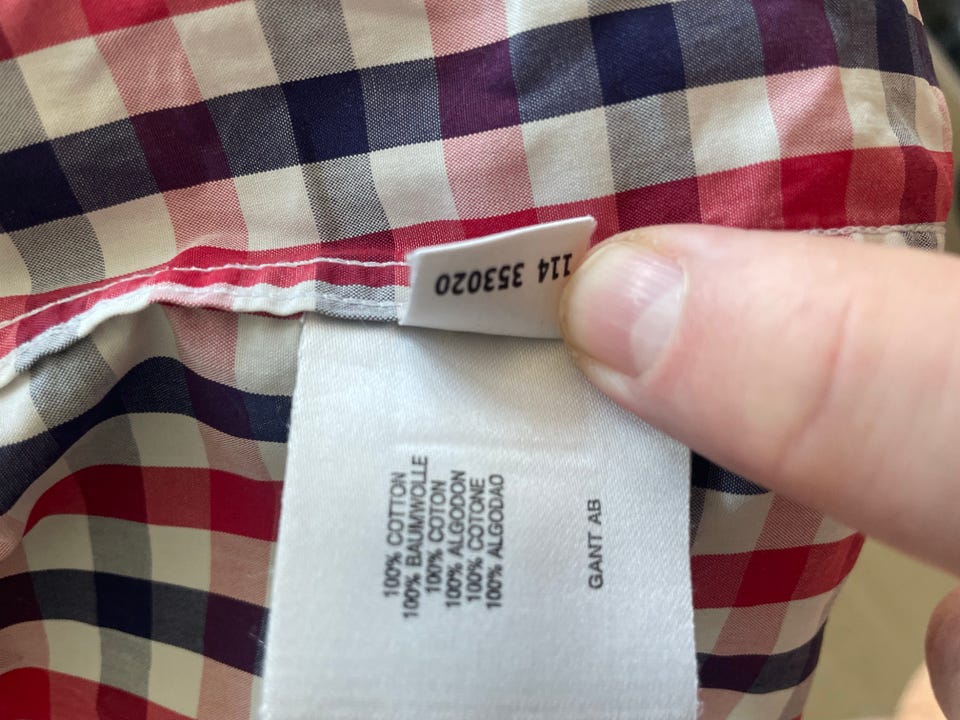 114 353020
100% COTTON
100% BAUMWOLLE
100% COTON
100% ALGODON
100% COTONE
100% ALGODAO
GANT AB